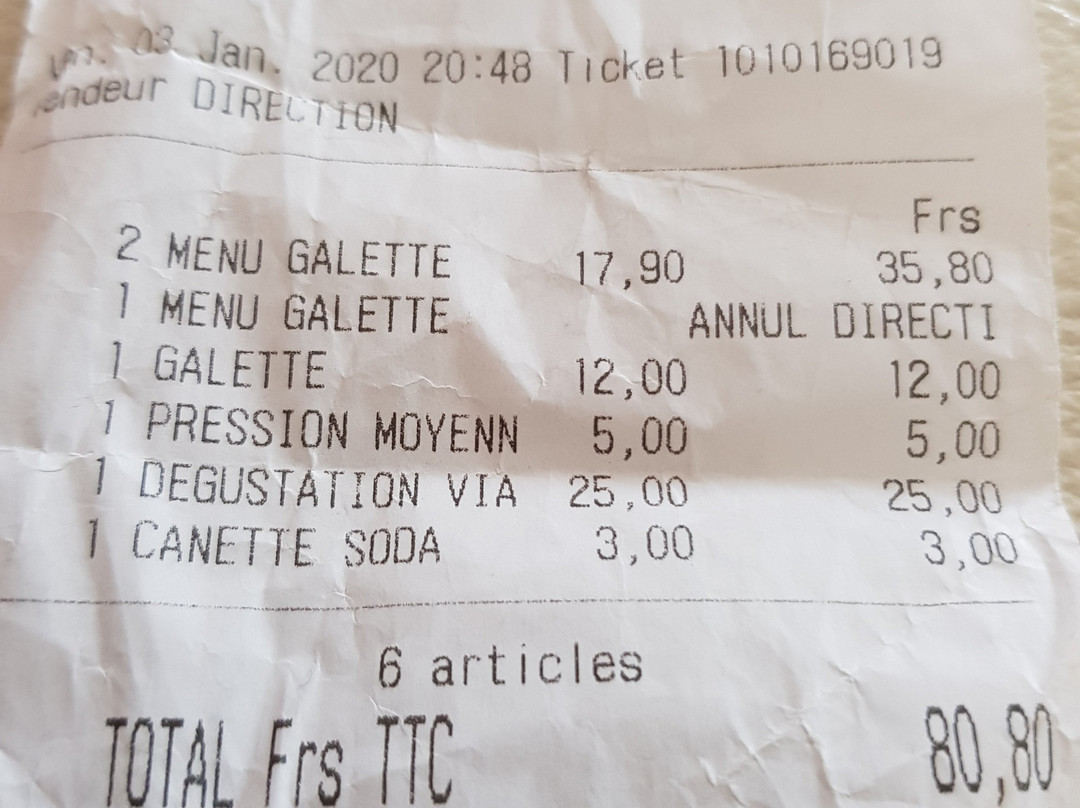 03 Jan. 2020 20:48 Ticket 1010169019
endeur DIRECTION
Frs
2 MENU GALETTE 17,90 35,80
1 MENU GALETTE ANNUL DIRECTI
1 GALETTE 12,00 12,00
1 PRESSION MOYENN 5,00 5,00
1 DEGUSTATION VIA 25,00 25,00
1 CANETTE SODA 3,00 3,00
6 articles
TOTAL Frs TTC 80,80